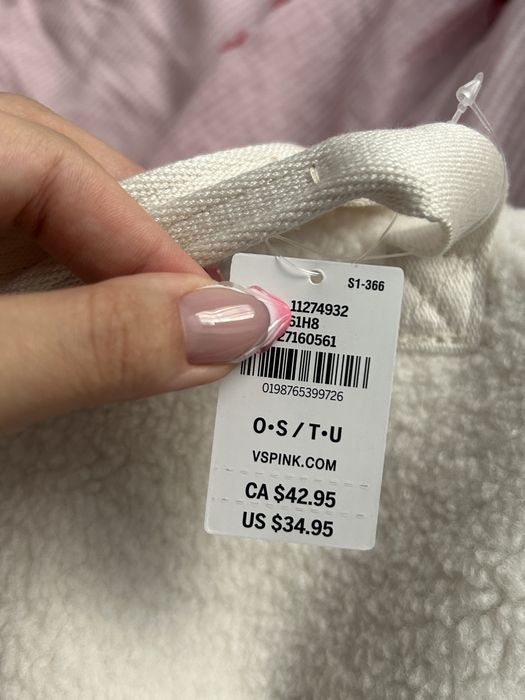 S1-366
11274932
61H8
27160561
0198765399726
O•S / T•U
VSPINK.COM
CA $42.95
US $34.95